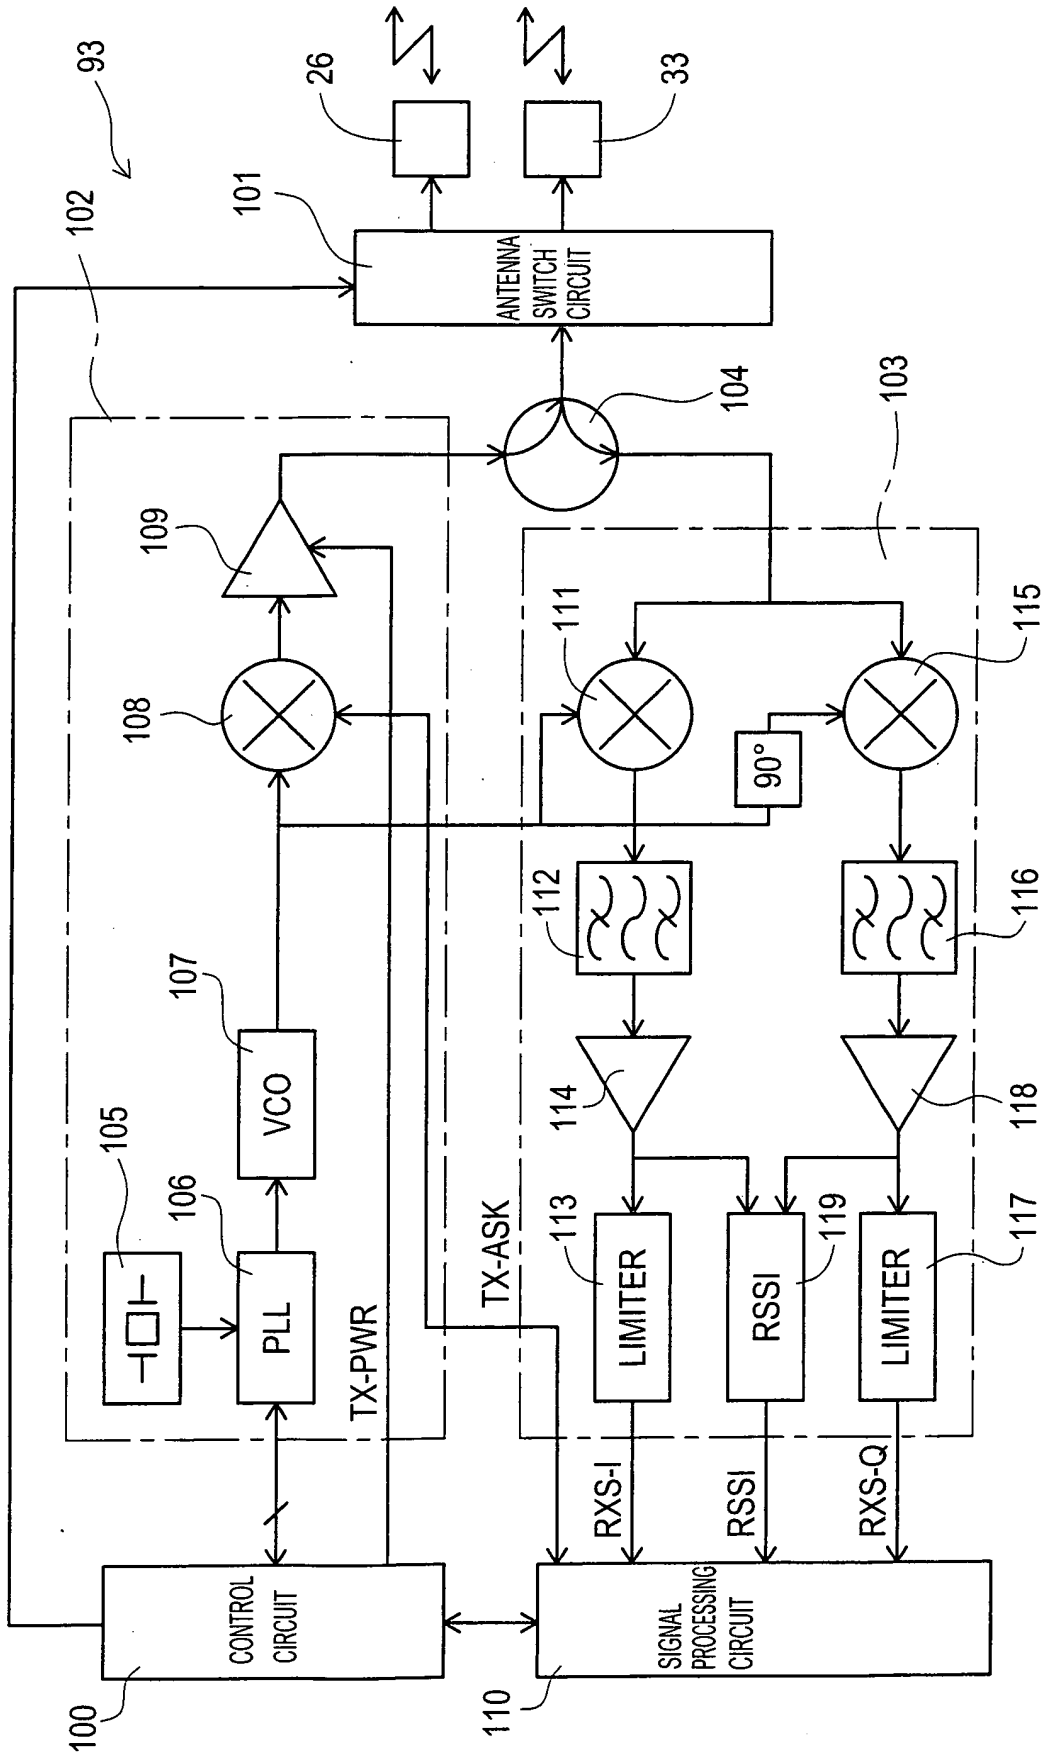 93
102
101
26
33
ANTENNA
SWITCH
CIRCUIT
109
104
103
108
111
115
90°
107
VCO
112
116
105
106
PLL
114
118
TX-PWR
TX-ASK
113
LIMITER
119
RSSI
117
LIMITER
RXS-I
RSSI
RXS-Q
100
CONTROL
CIRCUIT
110
SIGNAL
PROCESSING
CIRCUIT